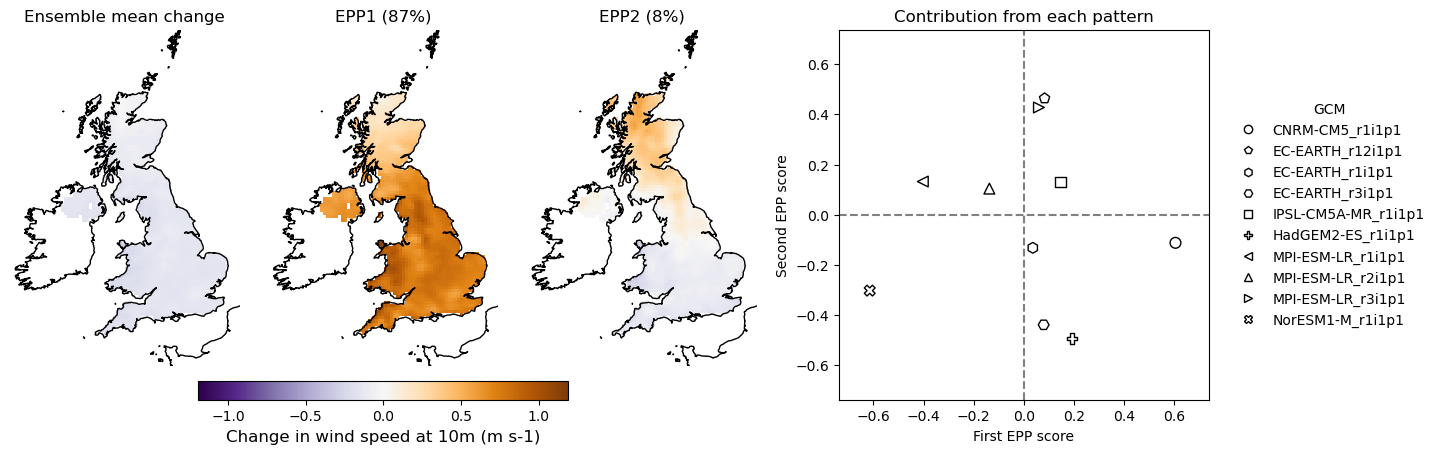 Ensemble mean change
EPP1 (87%)
EPP2 (8%)
−1.0 −0.5 0.0 0.5 1.0
Change in wind speed at 10m (m s-1)
Contribution from each pattern
0.6
0.4
0.2
0.0
−0.2
−0.4
−0.6
Second EPP score
−0.6 −0.4 −0.2 0.0 0.2 0.4 0.6
First EPP score
GCM
CNRM-CM5_r1i1p1
EC-EARTH_r12i1p1
EC-EARTH_r1i1p1
EC-EARTH_r3i1p1
IPSL-CM5A-MR_r1i1p1
HadGEM2-ES_r1i1p1
MPI-ESM-LR_r1i1p1
MPI-ESM-LR_r2i1p1
MPI-ESM-LR_r3i1p1
NorESM1-M_r1i1p1